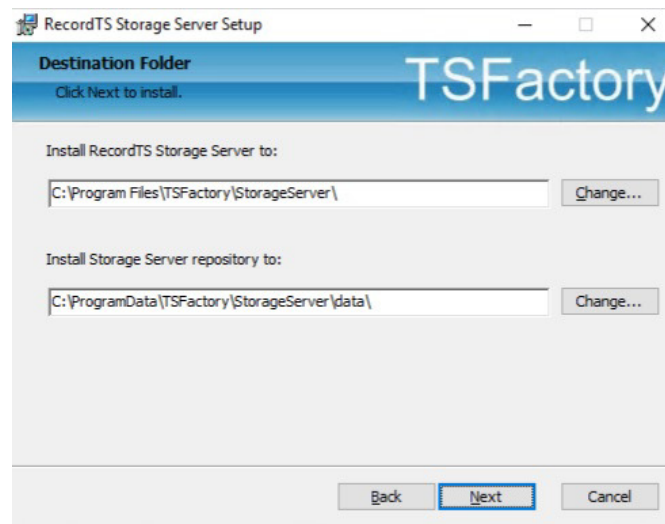 RecordTS Storage Server Setup
Destination Folder
Click Next to install.
TSFactory
Install RecordTS Storage Server to:
C:\Program Files\TSFactory\StorageServer\
Change...
Install Storage Server repository to:
C:\ProgramData\TSFactory\StorageServer\data\
Change...
Back
Next
Cancel